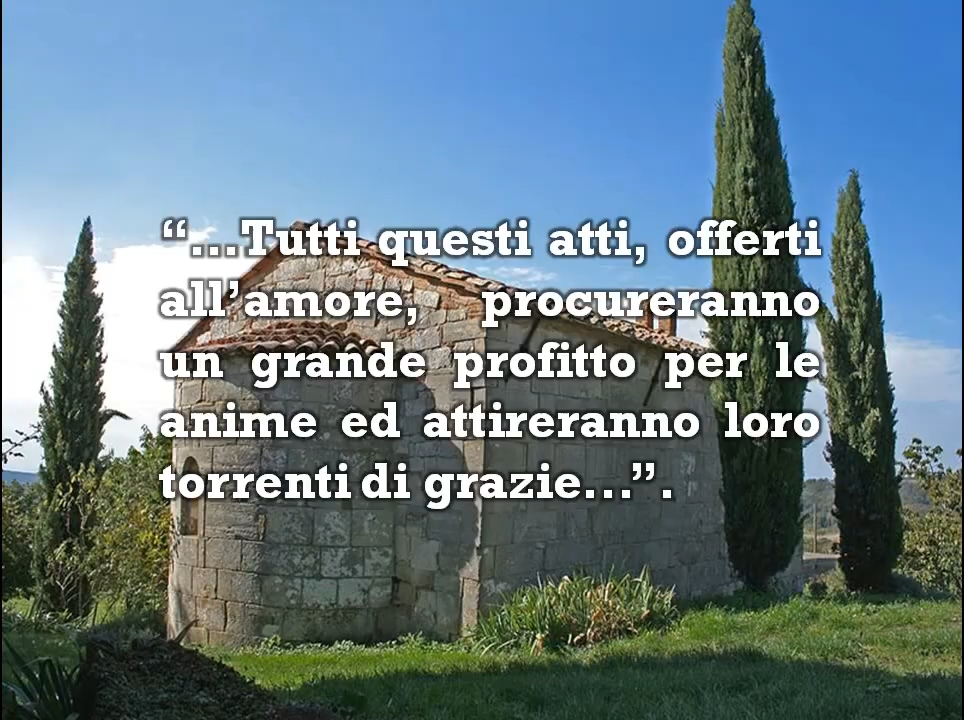 “...Tutti questi atti, offerti
all’amore, procureranno
un grande profitto per le
anime ed attireranno loro
torrenti di grazie...”.